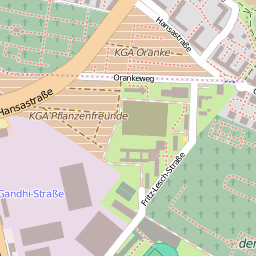 Hansastraße
KGA Oranke-
Orankeweg
Hansastraße
KGA Pflanzenfreunde
Fritz-Lesch-Straße
Gandhi-Straße
der